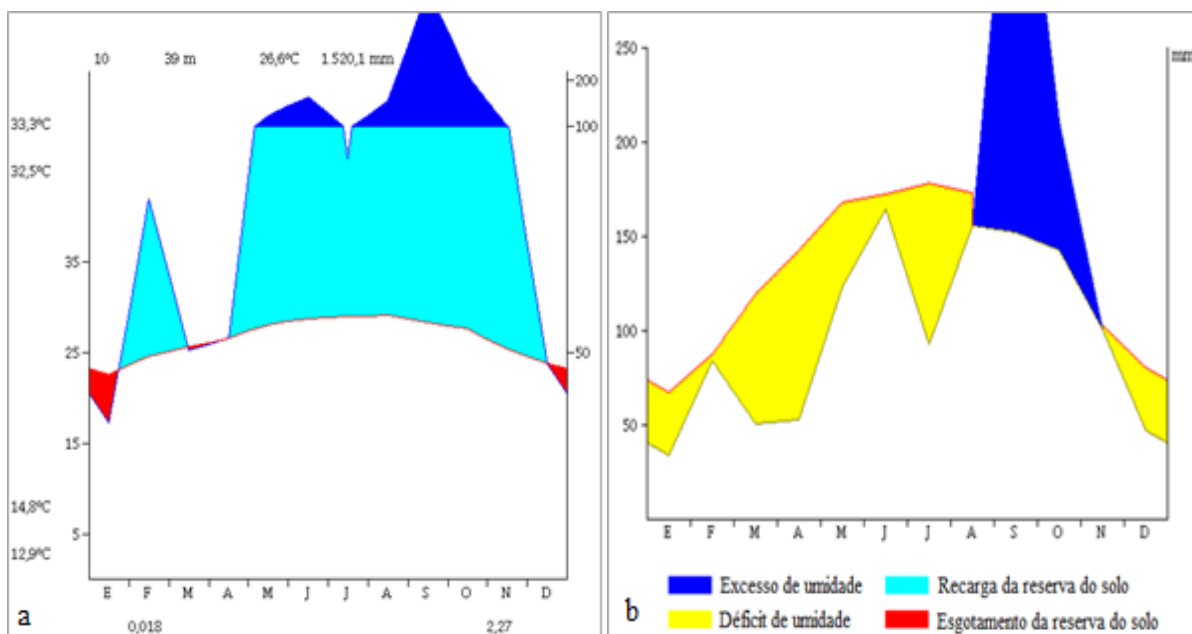 10 39 m 26,6ºC 1.520,1 mm
200
33,3ºC 100
32,5ºC
35
25 50
15
14,8ºC
5
12,9ºC
E F M A M J J A S O N D
a 0,018 2,27
250 mm
200
150
100
50
E F M A M J J A S O N D
b
Excesso de umidade Recarga da reserva do solo
Déficit de umidade Esgotamento da reserva do solo